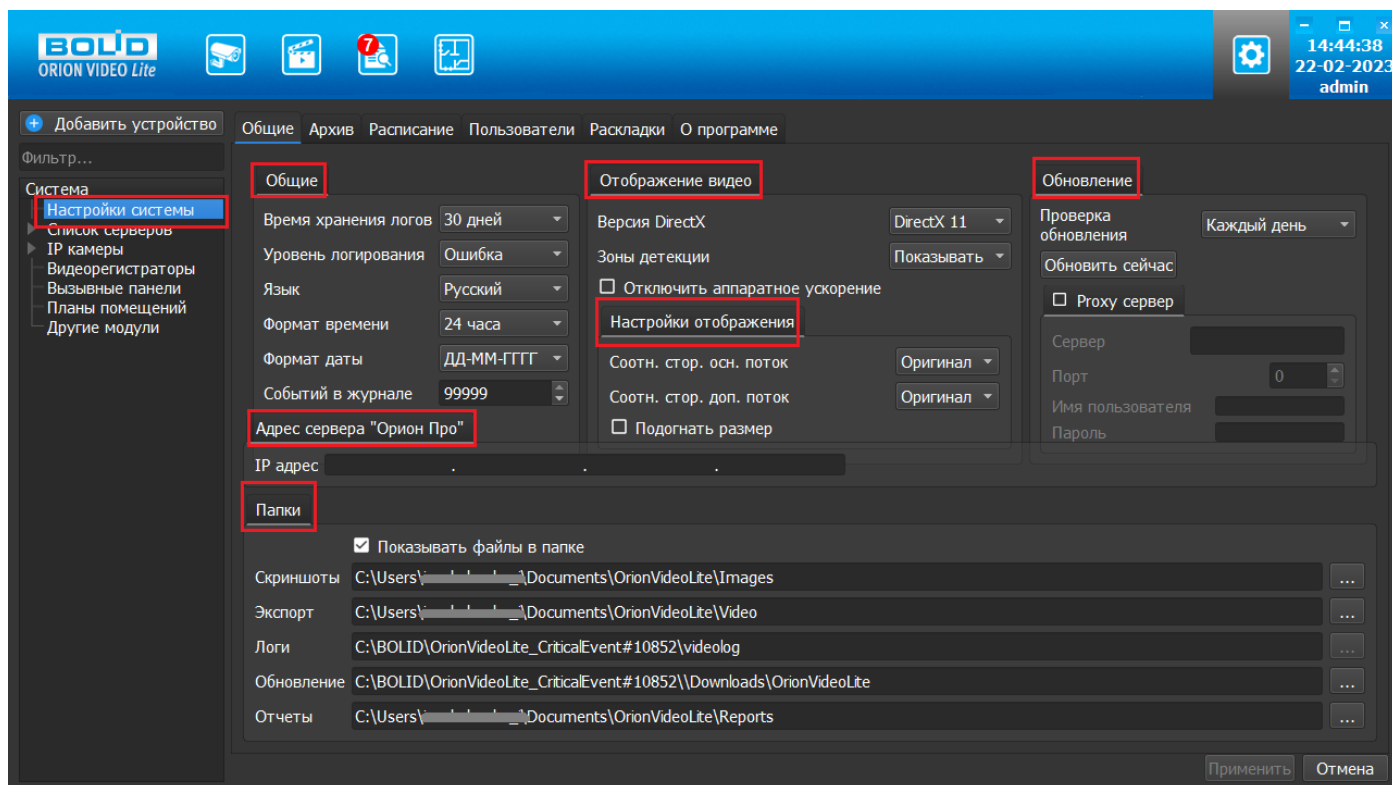 BOLID
ORION VIDEO Lite
7
14:44:38
22-02-2023
admin
Добавить устройство
Фильтр...
Система
Настройки системы
Список серверов
IP камеры
Видеорегистраторы
Вызывные панели
Планы помещений
Другие модули
Общие Архив Расписание Пользователи Раскладки О программе
Общие
Время хранения логов 30 дней
Уровень логирования Ошибка
Язык Русский
Формат времени 24 часа
Формат даты ДД-ММ-ГГГГ
Событий в журнале 99999
Отображение видео
Версия DirectX DirectX 11
Зоны детекции Показывать
Отключить аппаратное ускорение
Настройки отображения
Соотн. стор. осн. поток Оригинал
Соотн. стор. доп. поток Оригинал
Подогнать размер
Обновление
Проверка
обновления Каждый день
Обновить сейчас
Proxy сервер
Сервер
Порт 0
Имя пользователя
Пароль
Адрес сервера "Орион Про"
IP адрес . . .
Папки
Показывать файлы в папке
Скриншоты C:\Users\ \Documents\OrionVideoLite\Images ...
Экспорт C:\Users\ \Documents\OrionVideoLite\Video ...
Логи C:\BOLID\OrionVideoLite_CriticalEvent#10852\videolog ...
Обновление C:\BOLID\OrionVideoLite_CriticalEvent#10852\\Downloads\OrionVideoLite ...
Отчеты C:\Users\ \Documents\OrionVideoLite\Reports ...
Применить Отмена